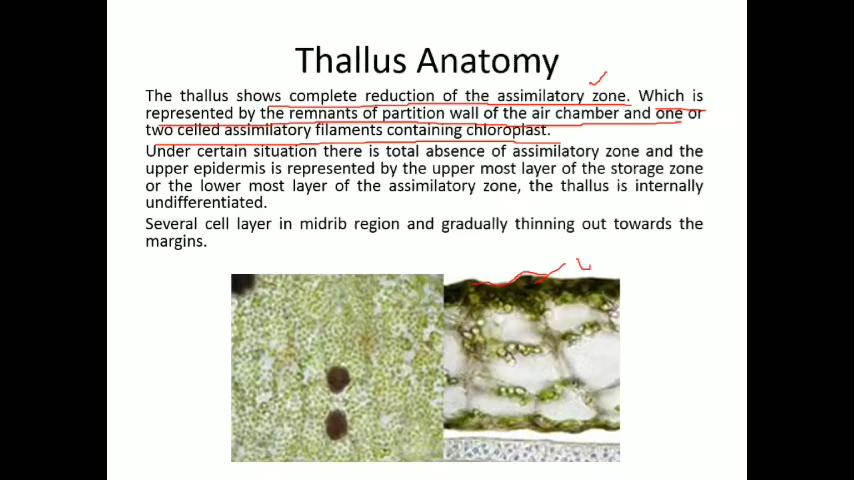 Thallus Anatomy
The thallus shows complete reduction of the assimilatory zone. Which is
represented by the remnants of partition wall of the air chamber and one or
two celled assimilatory filaments containing chloroplast.
Under certain situation there is total absence of assimilatory zone and the
upper epidermis is represented by the upper most layer of the storage zone
or the lower most layer of the assimilatory zone, the thallus is internally
undifferentiated.
Several cell layer in midrib region and gradually thinning out towards the
margins.